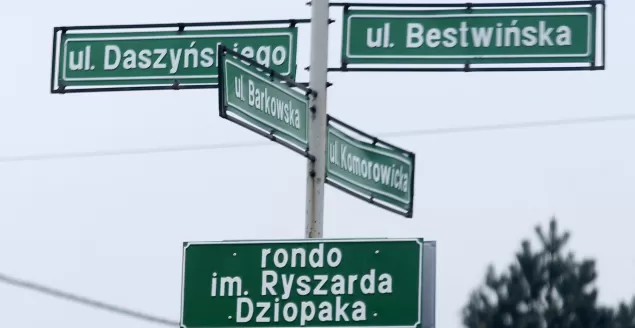 ul. Daszyńskiego
ul. Bestwińska
ul. Barkowska
ul. Komorowicka
rondo
im. Ryszarda
Dziopaka